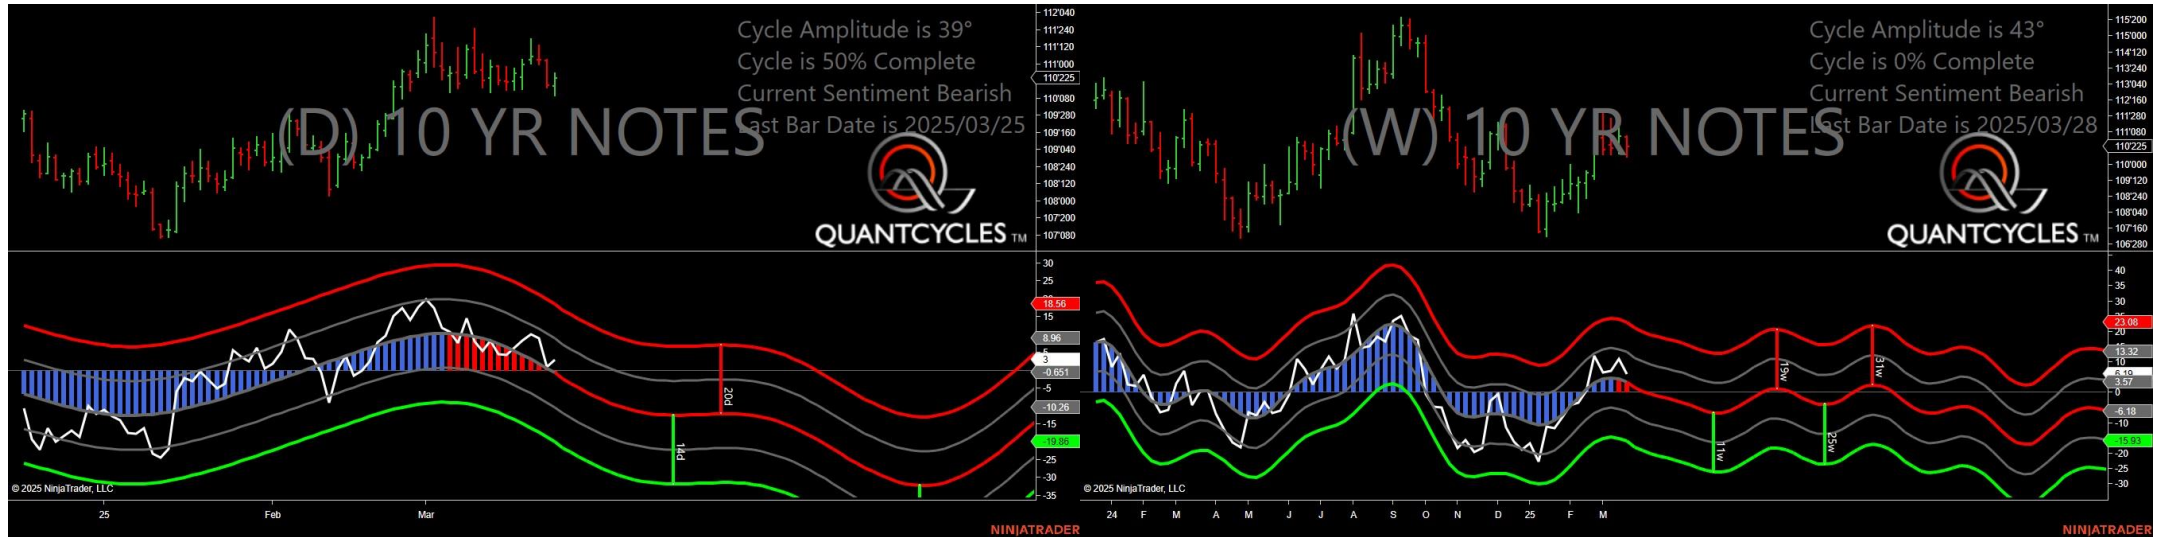 Cycle Amplitude is 39°
Cycle is 50% Complete
Current Sentiment Bearish
Last Bar Date is 2025/03/25
(D) 10 YR NOTES
QUANTCYCLES TM
112'040
111'240
111'120
111'000
110'225
110'080
109'280
109'160
109'040
108'240
108'120
108'000
107'200
107'080
30
25
18.56
15
8.96
3
-0.651
-5
-10.26
-15
-19.86
-25
-30
-35
20d
14d
© 2025 NinjaTrader, LLC
25 Feb Mar
NINJATRADER
Cycle Amplitude is 43°
Cycle is 0% Complete
Current Sentiment Bearish
Last Bar Date is 2025/03/28
(W) 10 YR NOTES
QUANTCYCLES TM
115'200
115'000
114'120
113'240
113'040
112'160
111'280
111'080
110'225
110'000
109'120
108'240
108'040
107'160
106'280
40
35
30
23.08
20
13.32
10
6.19
3.57
0
-6.18
-10
-15.93
-20
-25
-30
19w
31w
11w
25w
© 2025 NinjaTrader, LLC
24 F M A M J J A S O N D 25 F M
NINJATRADER